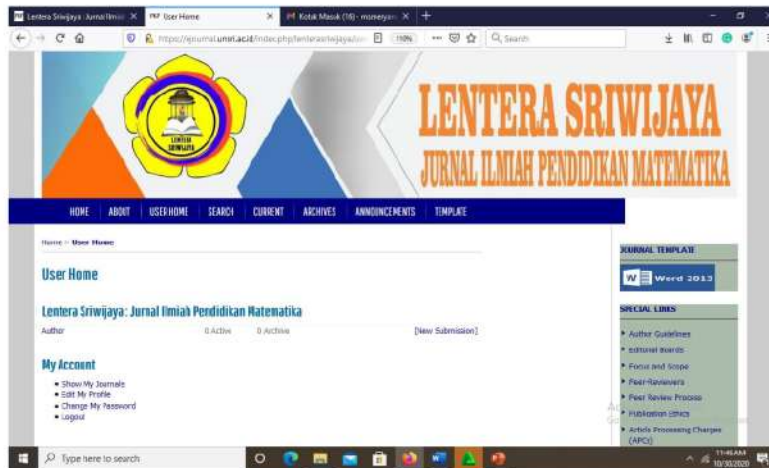 Lentera Sriwijaya : Jurnal Ilmiah
User Home
Kotak Masuk (16) -
https://ejournal.unsri.ac.id/index.php/lenterasriwijaya/
110%
Search
LENTERA SRIWIJAYA
LENTERA SRIWIJAYA
JURNAL ILMIAH PENDIDIKAN MATEMATIKA
HOME ABOUT USER HOME SEARCH CURRENT ARCHIVES ANNOUNCEMENTS TEMPLATE
Home > User Home
User Home
Lentera Sriwijaya: Jurnal Ilmiah Pendidikan Matematika
Author 0 Active 0 Archive [New Submission]
My Account
Show My Journals
Edit My Profile
Change My Password
Logout
JOURNAL TEMPLATE
Word 2013
SPECIAL LINKS
Author Guidelines
Editorial Boards
Focus and Scope
Peer-Reviewers
Peer Review Process
Publication Ethics
Article Processing Charges (APCs)
Type here to search
11:46 AM
10/30/2020